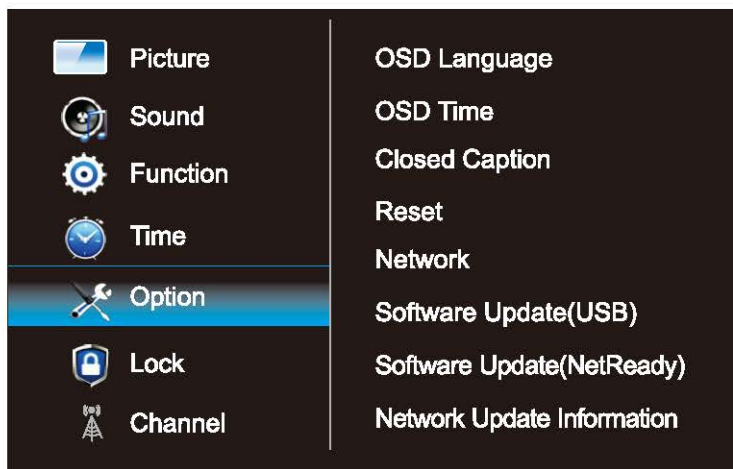 Picture
Sound
Function
Time
Option
Lock
Channel
OSD Language
OSD Time
Closed Caption
Reset
Network
Software Update(USB)
Software Update(NetReady)
Network Update Information